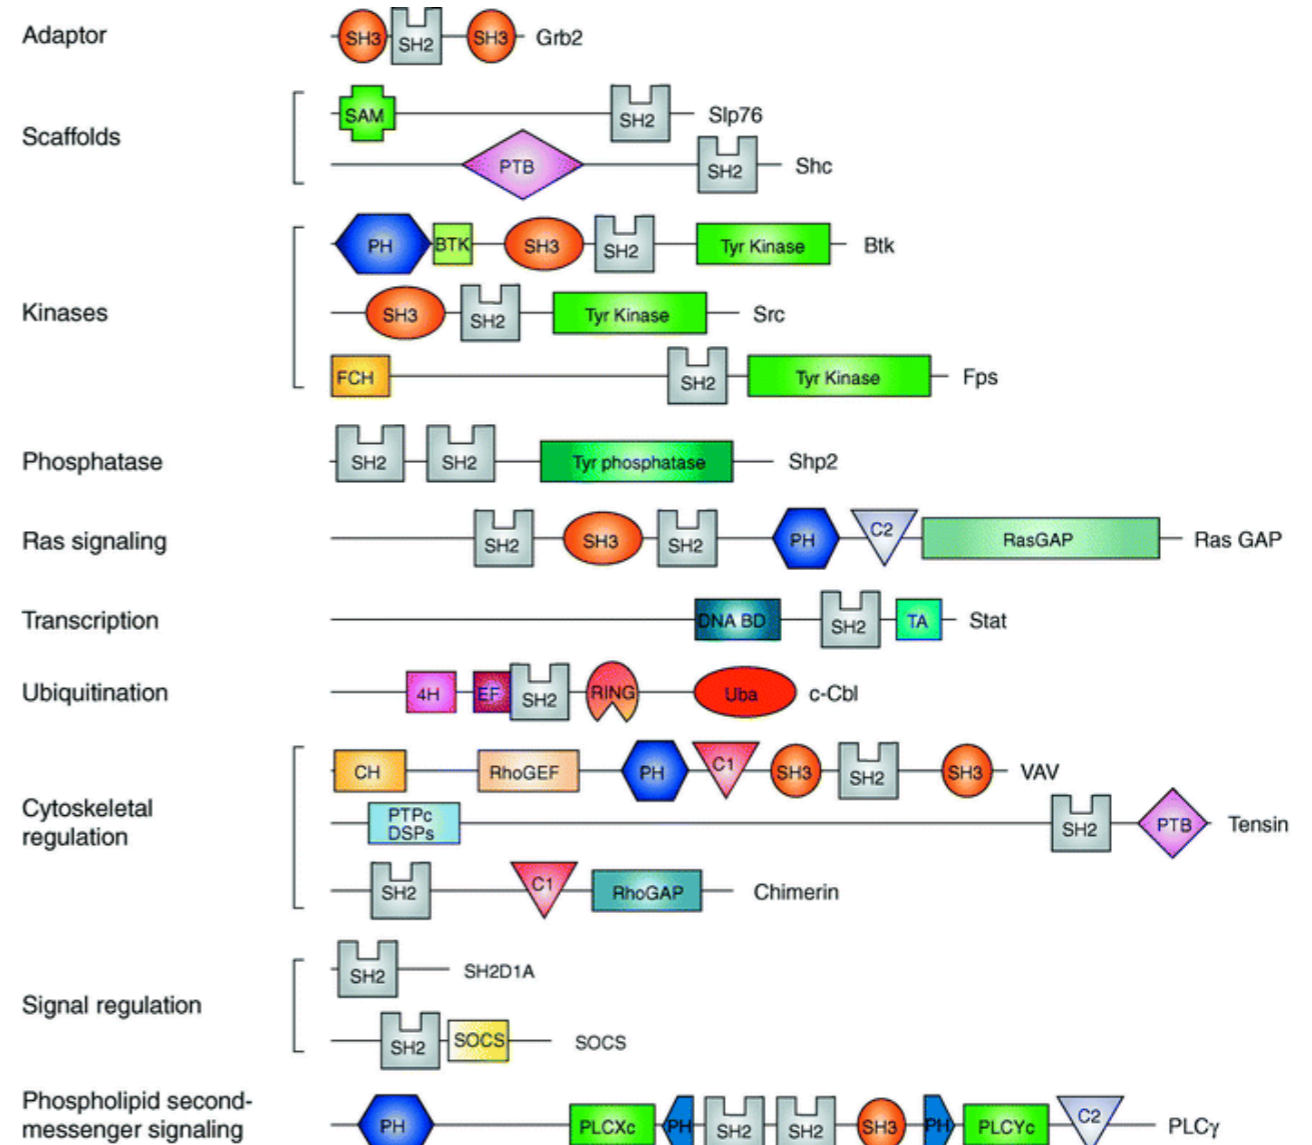 Adaptor
SH3 SH2 SH3 Grb2
Scaffolds
SAM SH2 Slp76
PTB SH2 Shc
Kinases
PH BTK SH3 SH2 Tyr Kinase Btk
SH3 SH2 Tyr Kinase Src
FCH SH2 Tyr Kinase Fps
Phosphatase
SH2 SH2 Tyr phosphatase Shp2
Ras signaling
SH2 SH3 SH2 PH C2 RasGAP Ras GAP
Transcription
DNA BD SH2 TA Stat
Ubiquitination
4H EF SH2 RING Uba c-Cbl
Cytoskeletal
regulation
CH RhoGEF PH C1 SH3 SH2 SH3 VAV
PTPc
DSPs
SH2 PTB Tensin
SH2 C1 RhoGAP Chimerin
Signal regulation
SH2 SH2D1A
SH2 SOCS SOCS
Phospholipid second-
messenger signaling
PH PLCXc PH SH2 SH2 SH3 PH PLCYc C2 PLCγ